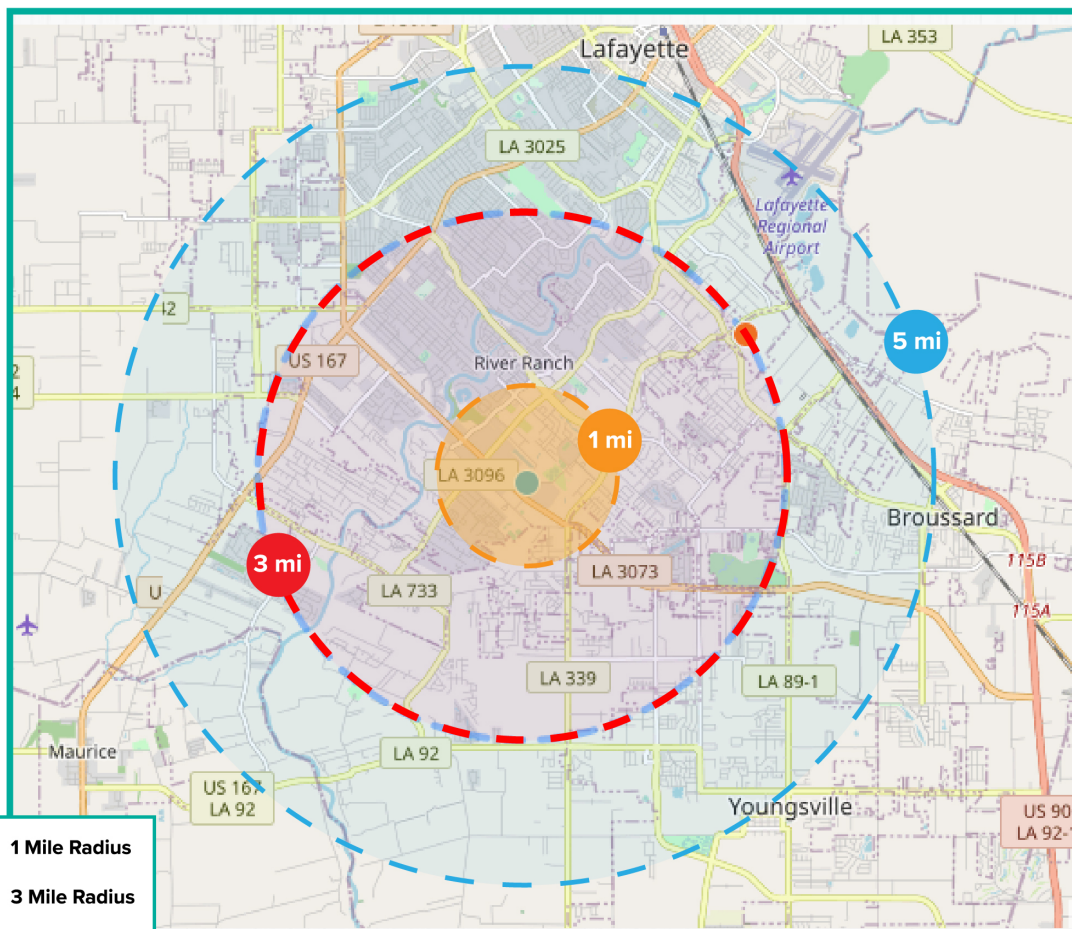 Lafayette
LA 353
LA 3025
Lafayette
Regional
Airport
42
5 mi
US 167
River Ranch
2
4
1 mi
LA 3096
Broussard
3 mi
LA 3073
115B
LA 733
U
115A
LA 339
LA 89-1
Maurice
LA 92
US 167
LA 92
Youngsville
US 90
LA 92-1
1 Mile Radius
3 Mile Radius